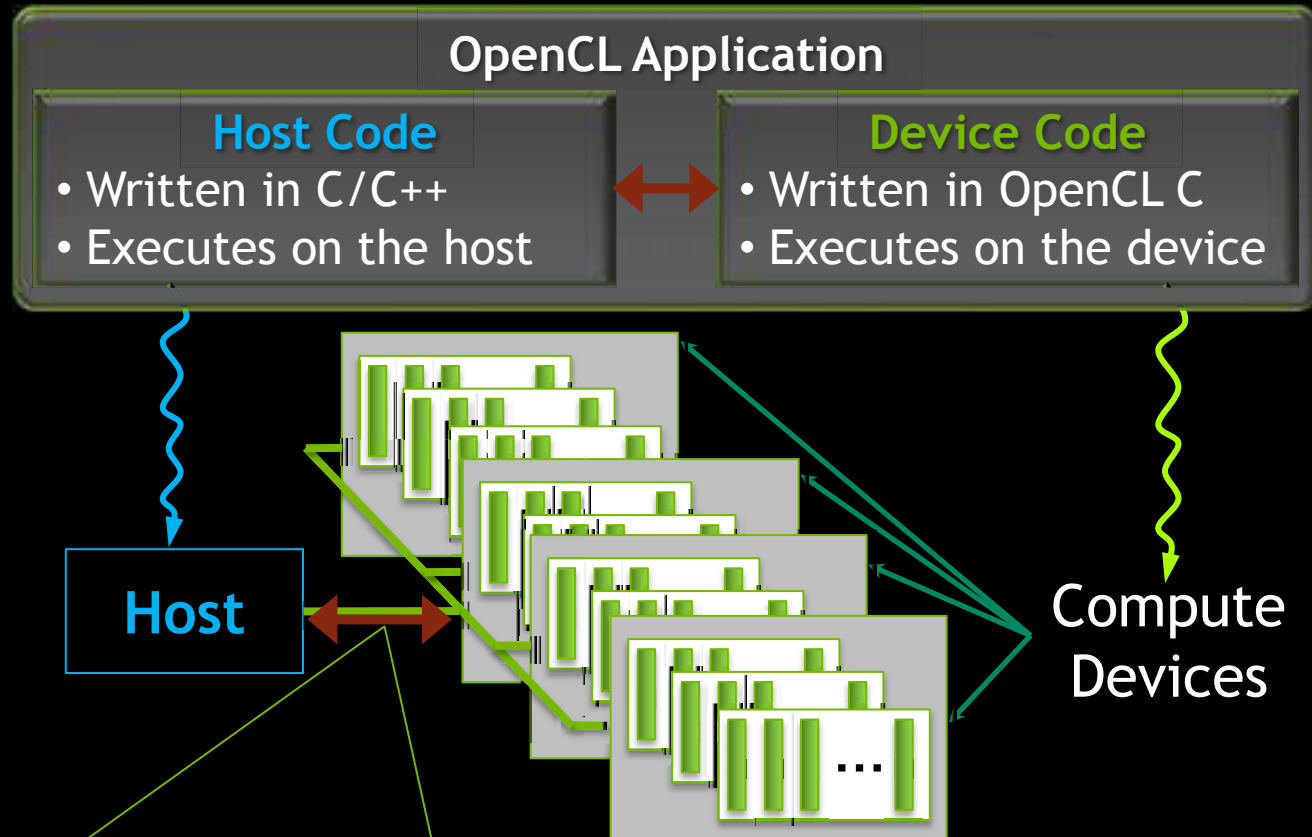 OpenCL Application
Host Code
• Written in C/C++
• Executes on the host
Device Code
• Written in OpenCL C
• Executes on the device
Host
Compute
Devices
...